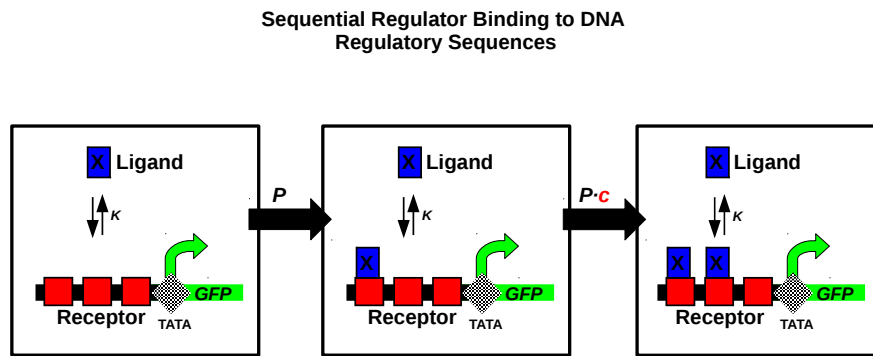 Sequential Regulator Binding to DNA
Regulatory Sequences
X Ligand
K
Receptor
TATA
GFP
P
X Ligand
K
X
Receptor
TATA
GFP
P·c
X Ligand
K
X X
Receptor
TATA
GFP